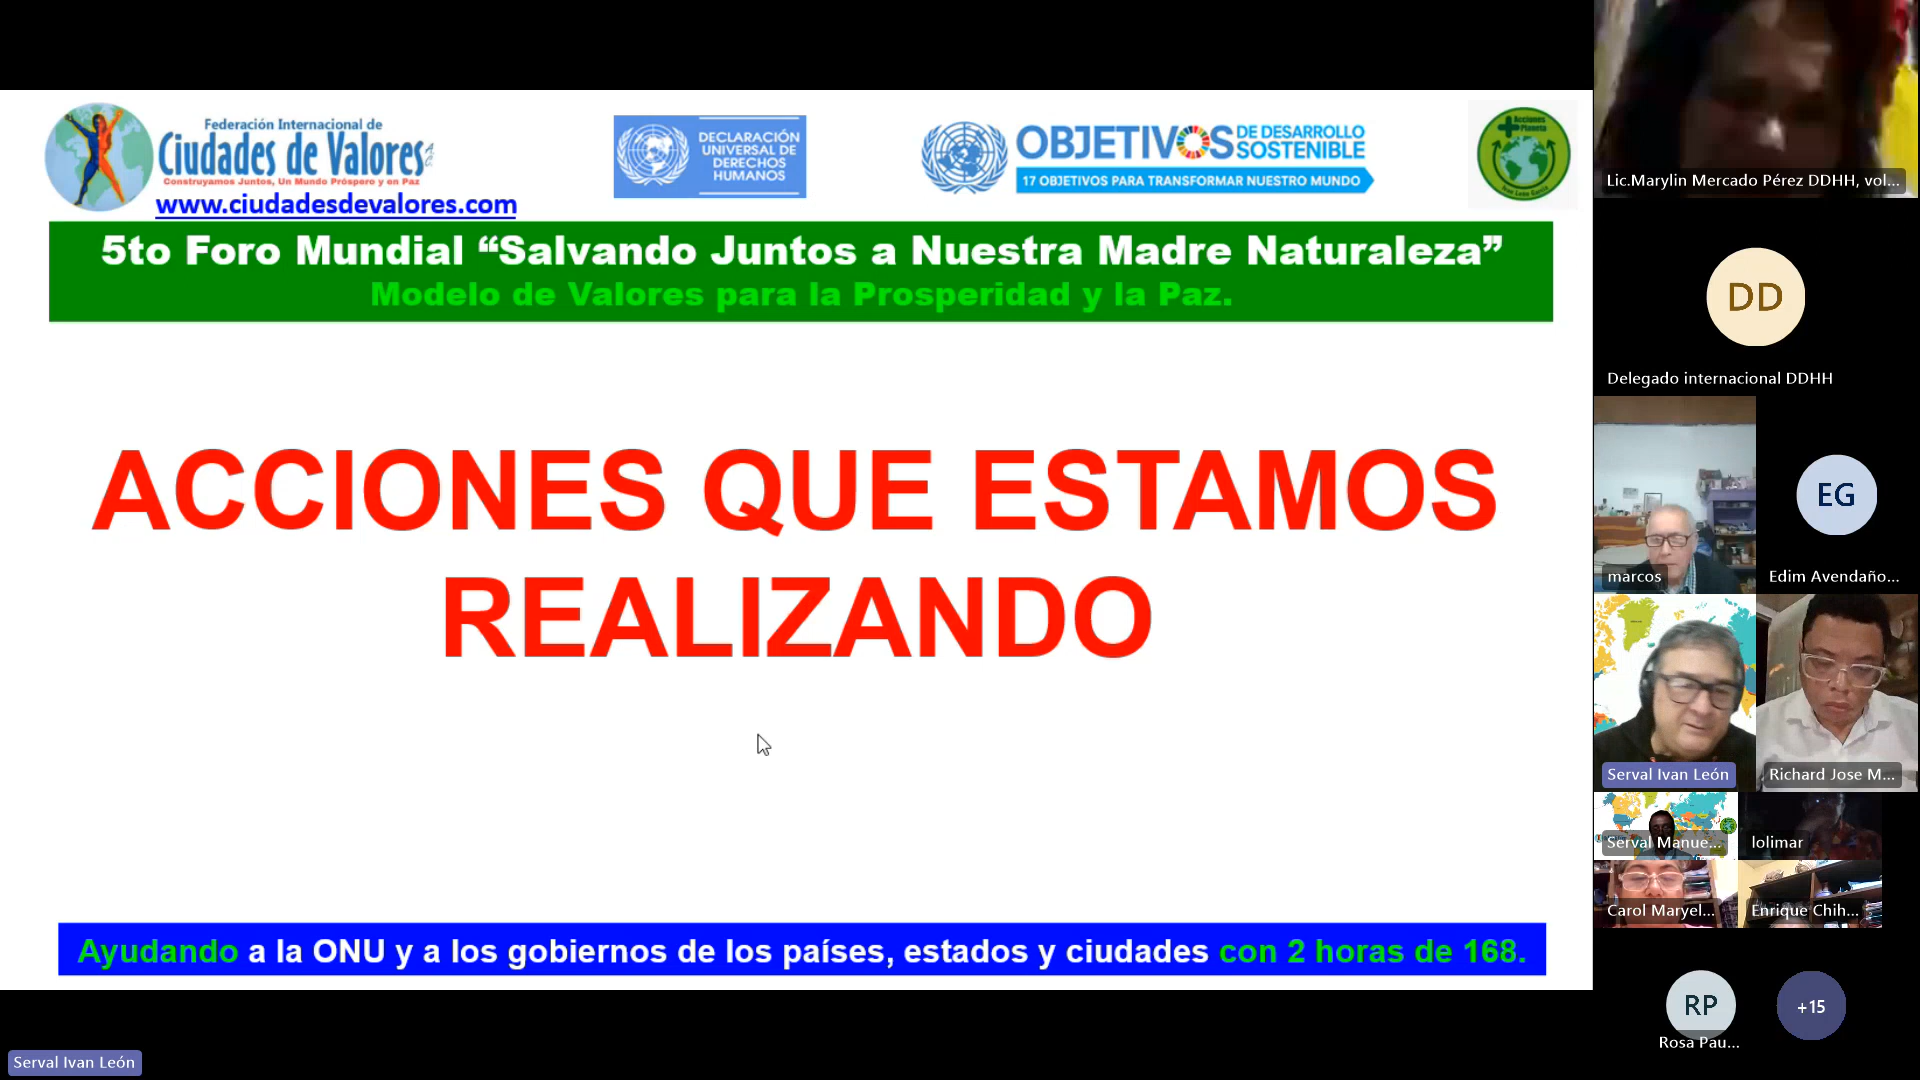 Federación Internacional de
Ciudades de Valores A.C.
Construyamos Juntos, Un Mundo Próspero y en Paz
www.ciudadesdevalores.com
DECLARACIÓN
UNIVERSAL DE
DERECHOS
HUMANOS
OBJETIVOS DE DESARROLLO
SOSTENIBLE
17 OBJETIVOS PARA TRANSFORMAR NUESTRO MUNDO
Acciones
Planeta
5to Foro Mundial “Salvando Juntos a Nuestra Madre Naturaleza”
Modelo de Valores para la Prosperidad y la Paz.
ACCIONES QUE ESTAMOS
REALIZANDO
Ayudando a la ONU y a los gobiernos de los países, estados y ciudades con 2 horas de 168.
Serval Ivan León
Lic.Marylin Mercado Pérez DDHH, vol...
DD
Delegado internacional DDHH
marcos
EG
Edim Avendaño...
Serval Ivan León
Richard Jose M...
Serval Manue...
lolimar
Carol Maryel...
Enrique Chih...
RP
Rosa Pau...
+15